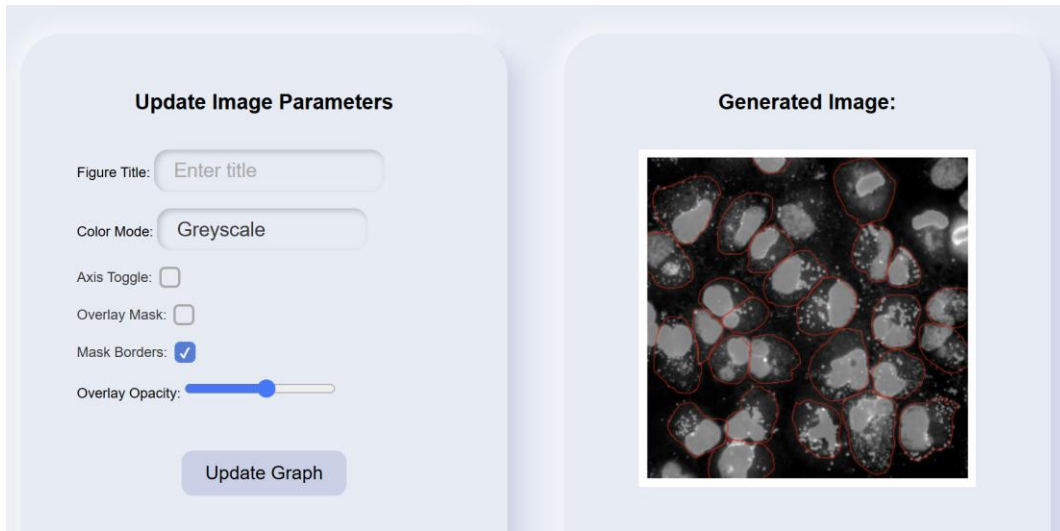 Update Image Parameters
Figure Title: Enter title
Color Mode: Greyscale
Axis Toggle:
Overlay Mask:
Mask Borders:
Overlay Opacity:
Update Graph
Generated Image: